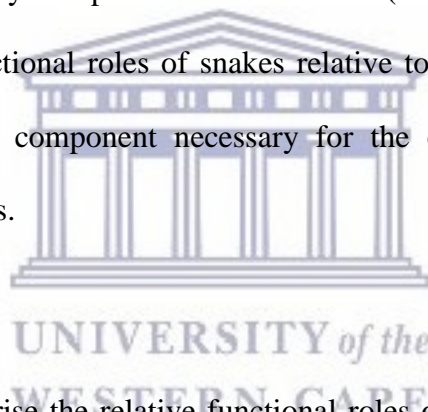 ctional roles of snakes relative to
component necessary for the
s.
UNIVERSITY of the
rise the relative functional roles
WESTERN CAPE